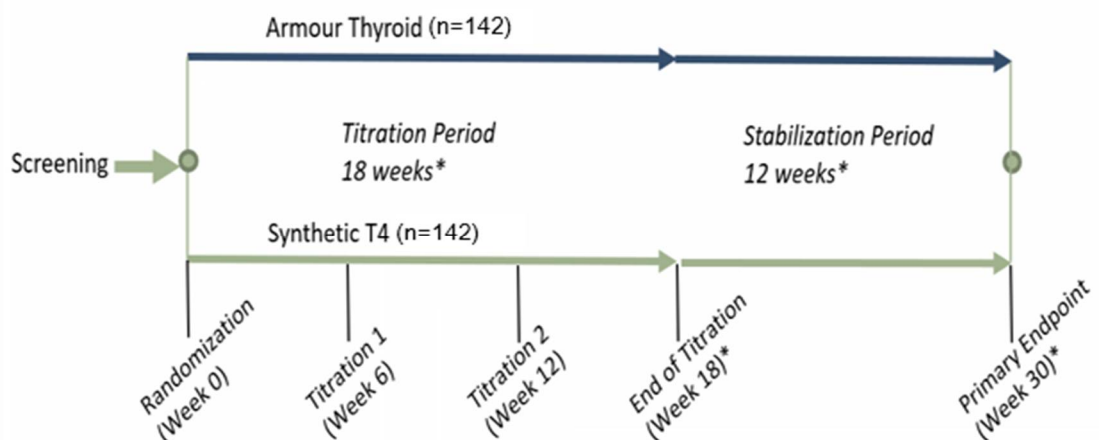 Armour Thyroid (n=142)
Titration Period
18 weeks*
Stabilization Period
12 weeks*
Screening
Synthetic T4 (n=142)
Randomization
(Week 0)
Titration 1
(Week 6)
Titration 2
(Week 12)
End of Titration
(Week 18)*
Primary Endpoint
(Week 30)*